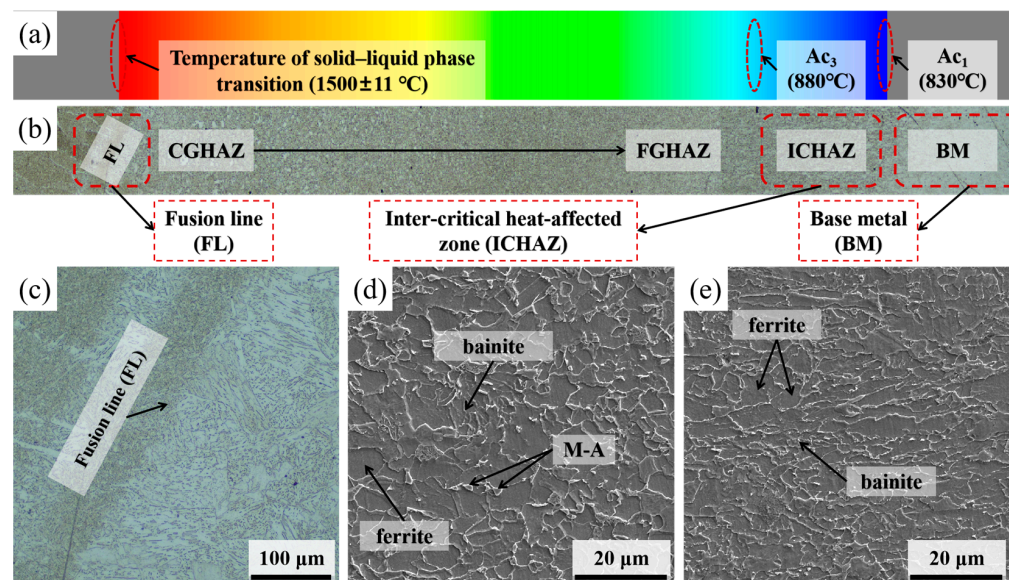 (a)
Temperature of solid–liquid phase
transition (1500±11 ℃)
Ac₃
(880℃)
Ac₁
(830℃)
(b)
FL
CGHAZ
FGHAZ
ICHAZ
BM
Fusion line
(FL)
Inter-critical heat-affected
zone (ICHAZ)
Base metal
(BM)
(c)
Fusion line (FL)
100 μm
(d)
bainite
M-A
ferrite
20 μm
(e)
ferrite
bainite
20 μm